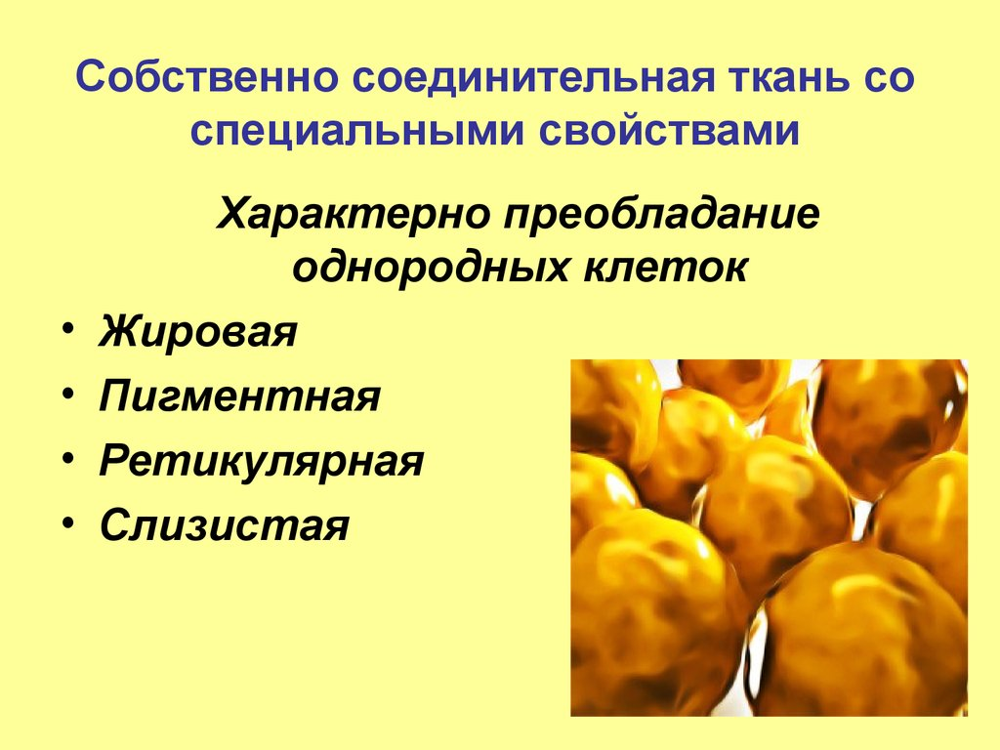 Собственно соединительная ткань со
специальными свойствами
Характерно преобладание
однородных клеток
• Жировая
• Пигментная
• Ретикулярная
• Слизистая